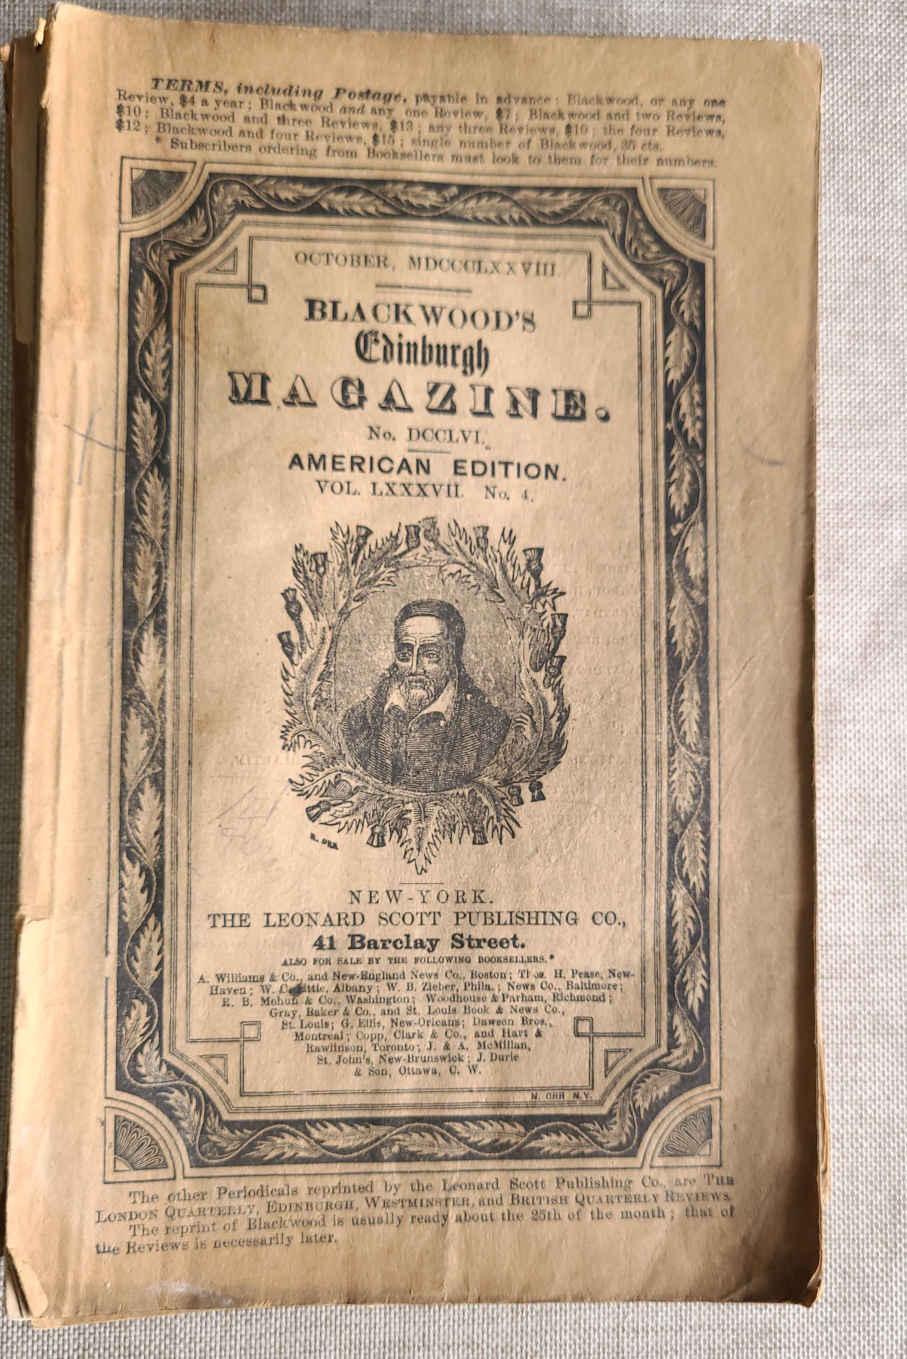 TERMS, including Postage, payable in advance: Blackwood, or any one
Review, $4 a year; Blackwood and any one Review, $7; Blackwood and two Reviews,
$10; Blackwood and three Reviews, $13; any three Reviews, $10; the four Reviews,
$12; Blackwood and four Reviews, $15; single number of Blackwood, 35 cts.
* Subscribers ordering from Booksellers must look to them for their numbers.
OCTOBER, MDCCCLXXVIII
BLACKWOOD'S
Edinburgh
MAGAZINE.
No. DCCLVI.
AMERICAN EDITION.
VOL. LXXXVII. No. 4.
R. ORR.
NEW-YORK.
THE LEONARD SCOTT PUBLISHING CO.,
41 Barclay Street.
ALSO FOR SALE BY THE FOLLOWING BOOKSELLERS.*
A. Williams & Co., and New-England News Co., Boston; Thos. H. Pease, New-
Haven; W. Albany; W. B. Zieber, Phila.; News Co., Baltimore;
R. B. Mohun & Co., Washington; Woodhouse & Parham, Richmond;
Gray, Baker & Co., and St. Louis Book & News Co.,
St. Louis; G. Ellis, New-Orleans; Dawson Bros.,
Montreal; Copp, Clark & Co., and Hart &
Rawlinson, Toronto; J. & A. McMillan,
St. John's, New-Brunswick; J. Durie
& Son, Ottawa, C. W.
N. ORR N.Y.
The other Periodicals reprinted by the Leonard Scott Publishing Co., are THE
LONDON QUARTERLY, EDINBURGH, WESTMINSTER, and BRITISH QUARTERLY REVIEWS.
The reprint of Blackwood is usually ready about the 25th of the month; that of
the Reviews is necessarily later.